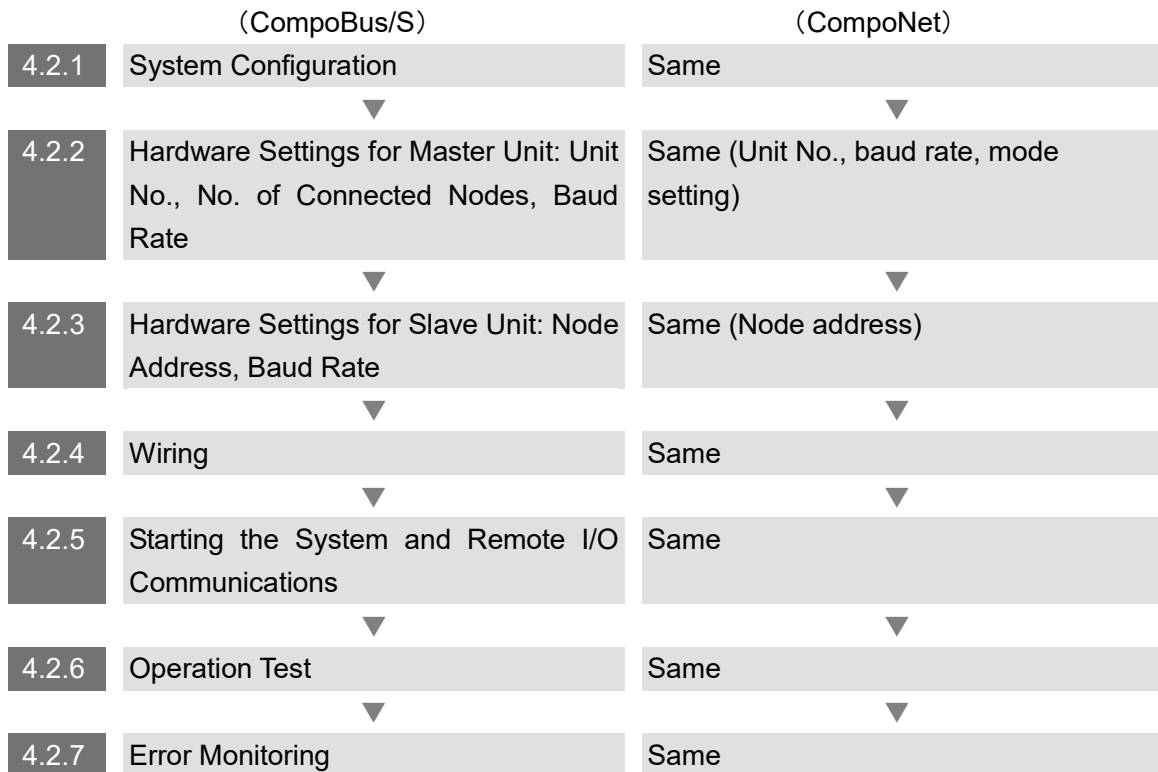 （CompoBus/S） （CompoNet）
4.2.1 System Configuration Same
▼ ▼
4.2.2 Hardware Settings for Master Unit: Unit Same (Unit No., baud rate, mode
No., No. of Connected Nodes, Baud setting)
Rate
▼ ▼
4.2.3 Hardware Settings for Slave Unit: Node Same (Node address)
Address, Baud Rate
▼ ▼
4.2.4 Wiring Same
▼ ▼
4.2.5 Starting the System and Remote I/O Same
Communications
▼ ▼
4.2.6 Operation Test Same
▼ ▼
4.2.7 Error Monitoring Same